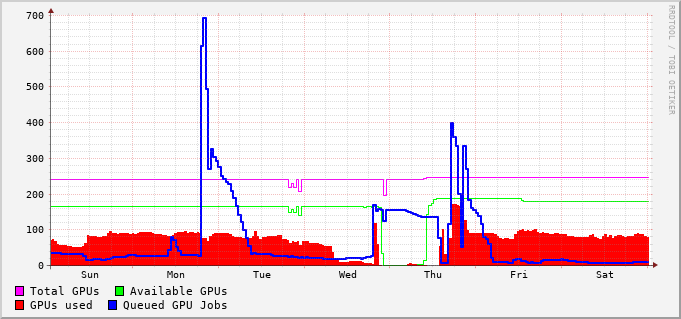 700
600
500
400
300
200
100
0
Sun Mon Tue Wed Thu Fri Sat
Total GPUs Available GPUs
GPUs used Queued GPU Jobs
RRDTOOL / TOBI OETIKER